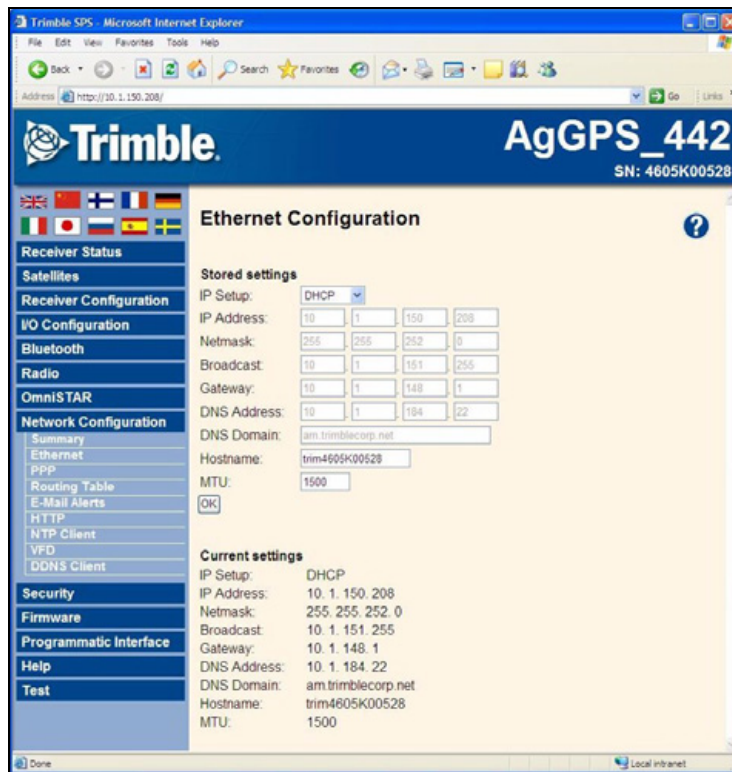 Trimble SPS - Microsoft Internet Explorer
File Edit View Favorites Tools Help
Back Search Favorites
Address http://10.1.150.208/ Go Links
Trimble. AgGPS_442
SN: 4605K00528
Ethernet Configuration
Receiver Status
Satellites
Receiver Configuration
I/O Configuration
Bluetooth
Radio
OmniSTAR
Network Configuration
Summary
Ethernet
PPP
Routing Table
E-Mail Alerts
HTTP
NTP Client
VFD
DDNS Client
Security
Firmware
Programmatic Interface
Help
Test
Stored settings
IP Setup: DHCP
IP Address: 10 . 1 . 150 . 208
Netmask: 255 . 255 . 252 . 0
Broadcast: 10 . 1 . 151 . 255
Gateway: 10 . 1 . 148 . 1
DNS Address: 10 . 1 . 184 . 22
DNS Domain: am.trimblecorp.net
Hostname: trim4605K00528
MTU: 1500
OK
Current settings
IP Setup: DHCP
IP Address: 10. 1. 150. 208
Netmask: 255. 255. 252. 0
Broadcast: 10. 1. 151. 255
Gateway: 10. 1. 148. 1
DNS Address: 10. 1. 184. 22
DNS Domain: am.trimblecorp.net
Hostname: trim4605K00528
MTU: 1500
Done Local intranet